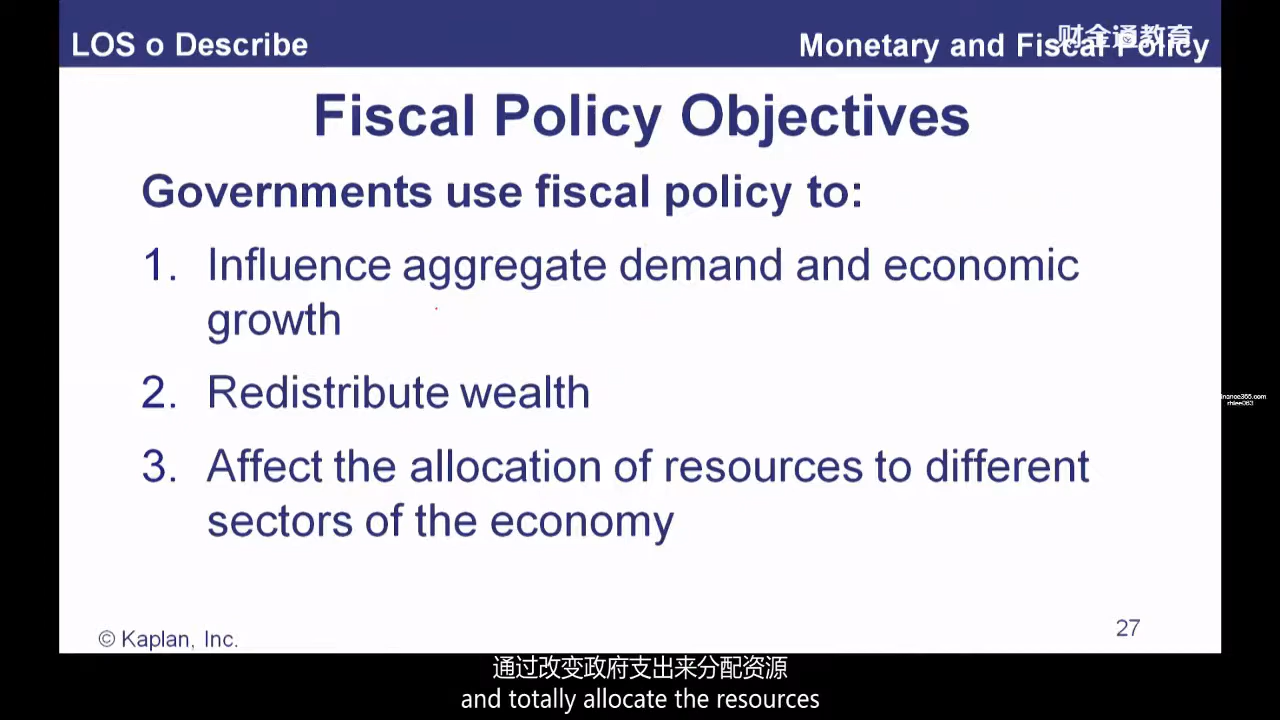 LOS o Describe
Monetary and Fiscal Policy
财金通教育
Fiscal Policy Objectives
Governments use fiscal policy to:
1. Influence aggregate demand and economic
growth
2. Redistribute wealth
3. Affect the allocation of resources to different
sectors of the economy
inance365.com
rhlee063
© Kaplan, Inc.
27
通过改变政府支出来分配资源
and totally allocate the resources